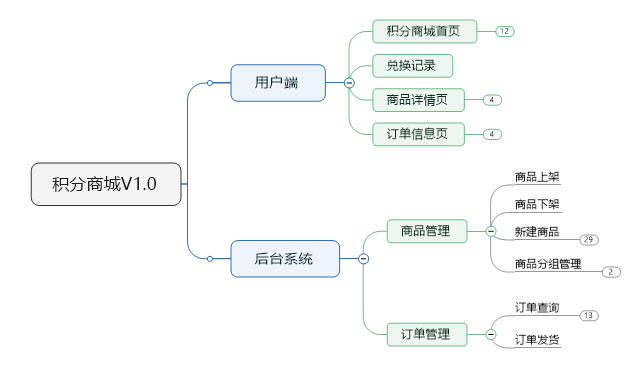 积分商城首页
12
兑换记录
用户端
商品详情页
4
订单信息页
4
积分商城V1.0
商品上架
商品下架
商品管理
新建商品
29
后台系统
商品分组管理
2
订单查询
13
订单管理
订单发货